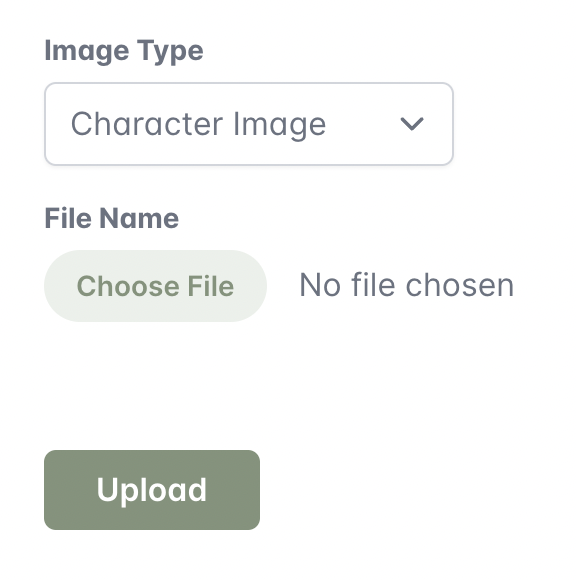 Image Type
Character Image
File Name
Choose File No file chosen
Upload